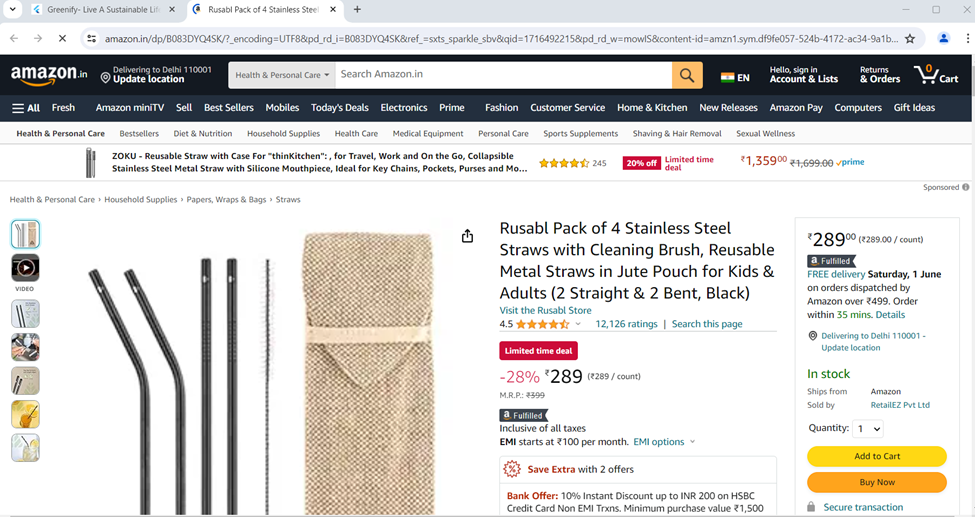 Greenify- Live A Sustainable Life
Rusabl Pack of 4 Stainless Steel
amazon.in/dp/B083DYQ4SK/?_encoding=UTF8&pd_rd_i=B083DYQ4SK&ref_=sxts_sparkle_sbv&qid=1716492215&pd_rd_w=mowlS&content-id=amzn1.sym.df9fe057-524b-4172-ac34-9a1b...
amazon.in
Delivering to Delhi 110001
Update location
Health & Personal Care
Search Amazon.in
EN
Hello, sign in
Account & Lists
Returns
& Orders
0
Cart
All Fresh Amazon miniTV Sell Best Sellers Mobiles Today's Deals Electronics Prime Fashion Customer Service Home & Kitchen New Releases Amazon Pay Computers Gift Ideas
Health & Personal Care Bestsellers Diet & Nutrition Household Supplies Health Care Medical Equipment Personal Care Sports Supplements Shaving & Hair Removal Sexual Wellness
ZOKU - Reusable Straw with Case For "thinKitchen": , for Travel, Work and On the Go, Collapsible
Stainless Steel Metal Straw with Silicone Mouthpiece, Ideal for Key Chains, Pockets, Purses and Mo...
245
20% off
Limited time
deal
₹1,359⁰⁰ ₹1,699.00 prime
Sponsored
Health & Personal Care › Household Supplies › Papers, Wraps & Bags › Straws
VIDEO
Rusabl Pack of 4 Stainless Steel
Straws with Cleaning Brush, Reusable
Metal Straws in Jute Pouch for Kids &
Adults (2 Straight & 2 Bent, Black)
Visit the Rusabl Store
4.5 12,126 ratings | Search this page
Limited time deal
-28% ₹289 (₹289 / count)
M.R.P.: ₹399
a Fulfilled
Inclusive of all taxes
EMI starts at ₹100 per month. EMI options
Save Extra with 2 offers
Bank Offer: 10% Instant Discount up to INR 200 on HSBC
Credit Card Non EMI Trxns. Minimum purchase value ₹1,500
₹289⁰⁰ (₹289.00 / count)
a Fulfilled
FREE delivery Saturday, 1 June
on orders dispatched by
Amazon over ₹499. Order
within 35 mins. Details
Delivering to Delhi 110001 -
Update location
In stock
Ships from Amazon
Sold by RetailEZ Pvt Ltd
Quantity: 1
Add to Cart
Buy Now
Secure transaction